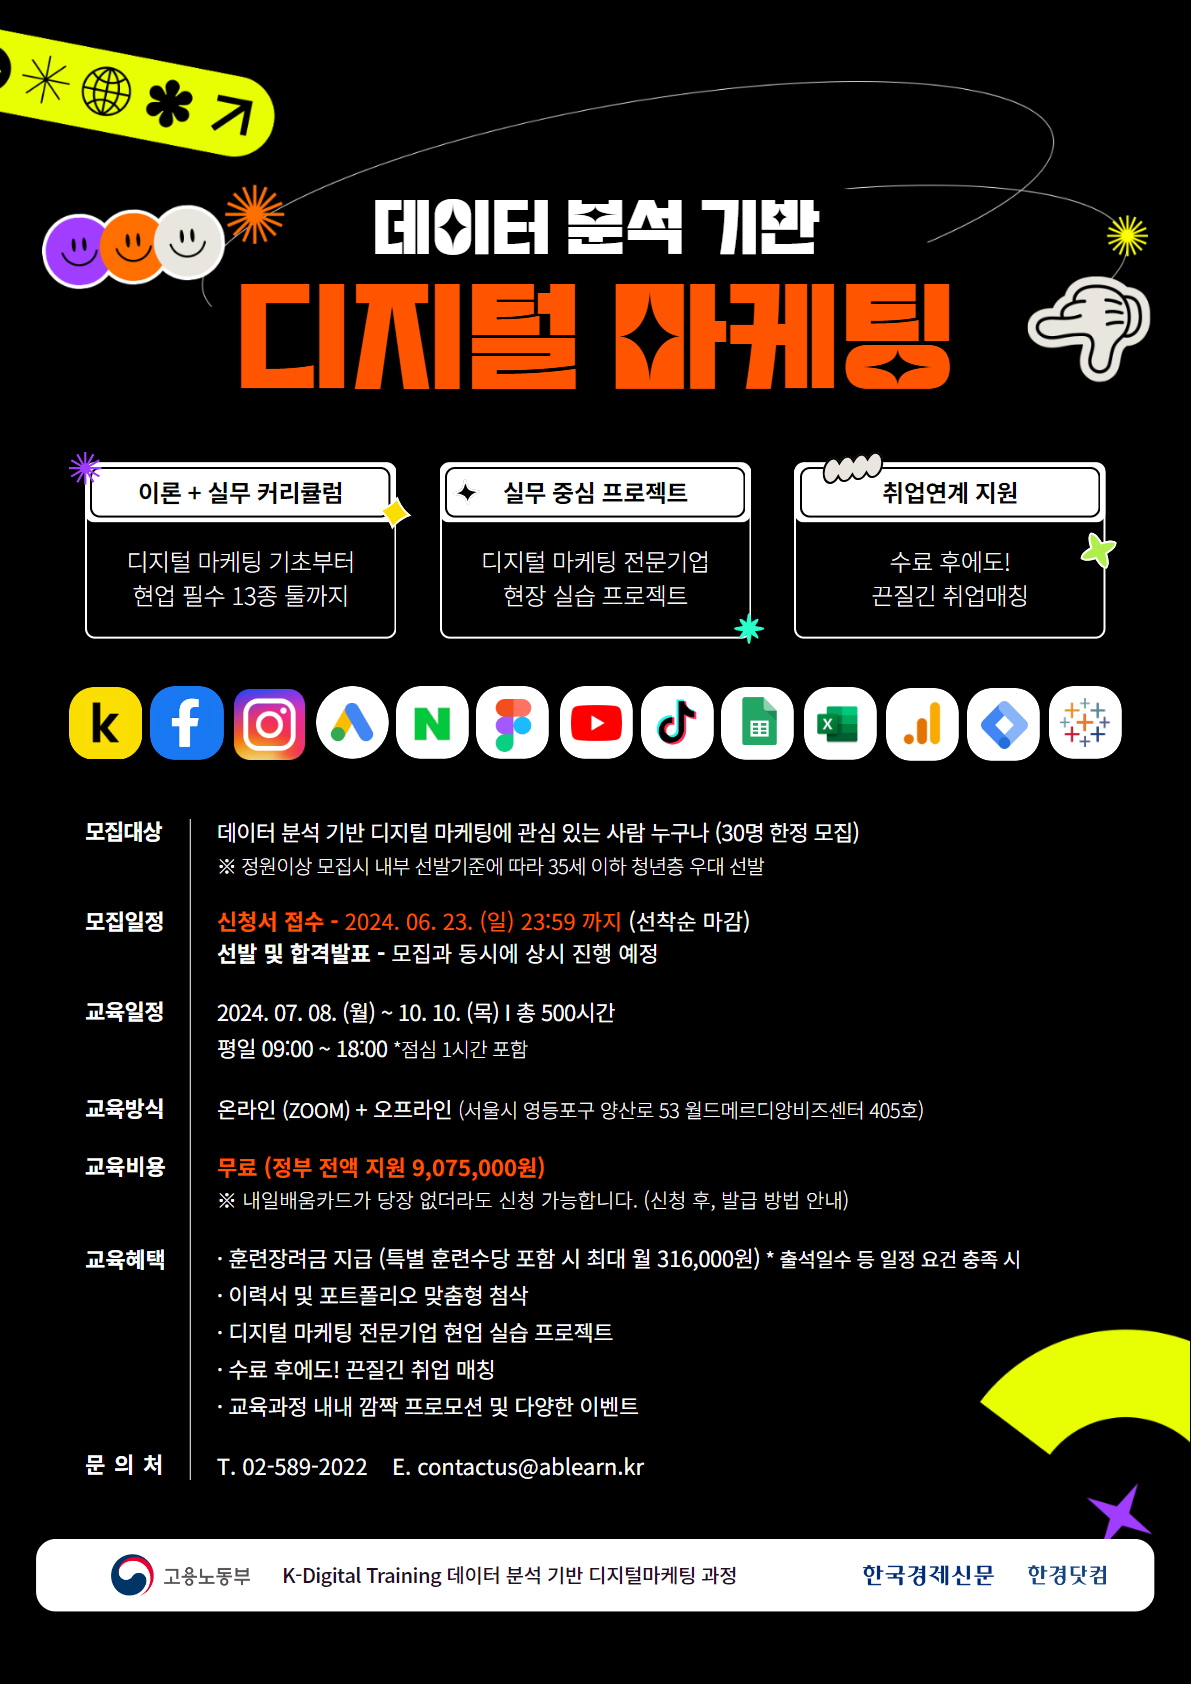 데이터 분석 기반
디지털 마케팅
이론 + 실무 커리큘럼
디지털 마케팅 기초부터
현업 필수 13종 툴까지
실무 중심 프로젝트
디지털 마케팅 전문기업
현장 실습 프로젝트
취업연계 지원
수료 후에도!
끈질긴 취업매칭
모집대상
데이터 분석 기반 디지털 마케팅에 관심 있는 사람 누구나 (30명 한정 모집)
※ 정원이상 모집시 내부 선발기준에 따라 35세 이하 청년층 우대 선발
모집일정
신청서 접수 - 2024. 06. 23. (일) 23:59 까지 (선착순 마감)
선발 및 합격발표 - 모집과 동시에 상시 진행 예정
교육일정
2024. 07. 08. (월) ~ 10. 10. (목) I 총 500시간
평일 09:00 ~ 18:00 *점심 1시간 포함
교육방식
온라인 (ZOOM) + 오프라인 (서울시 영등포구 양산로 53 월드메르디앙비즈센터 405호)
교육비용
무료 (정부 전액 지원 9,075,000원)
※ 내일배움카드가 당장 없더라도 신청 가능합니다. (신청 후, 발급 방법 안내)
교육혜택
· 훈련장려금 지급 (특별 훈련수당 포함 시 최대 월 316,000원) * 출석일수 등 일정 요건 충족 시
· 이력서 및 포트폴리오 맞춤형 첨삭
· 디지털 마케팅 전문기업 현업 실습 프로젝트
· 수료 후에도! 끈질긴 취업 매칭
· 교육과정 내내 깜짝 프로모션 및 다양한 이벤트
문 의 처
T. 02-589-2022 E. contactus@ablearn.kr
고용노동부
K-Digital Training 데이터 분석 기반 디지털마케팅 과정
한국경제신문
한경닷컴